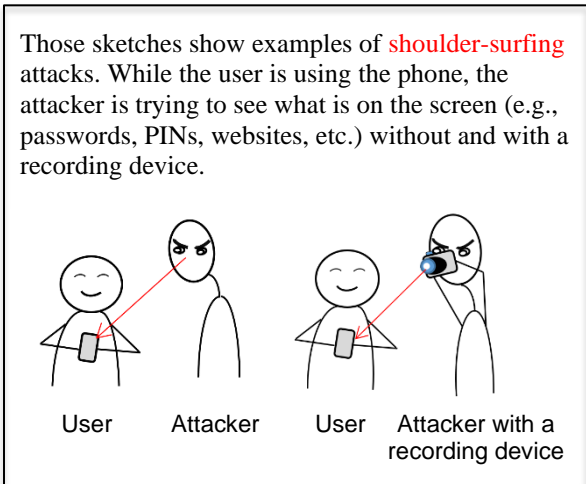 Those sketches show examples of shoulder-surfing
attacks. While the user is using the phone, the
attacker is trying to see what is on the screen (e.g.,
passwords, PINs, websites, etc.) without and with a
recording device.
User Attacker User Attacker with a
recording device